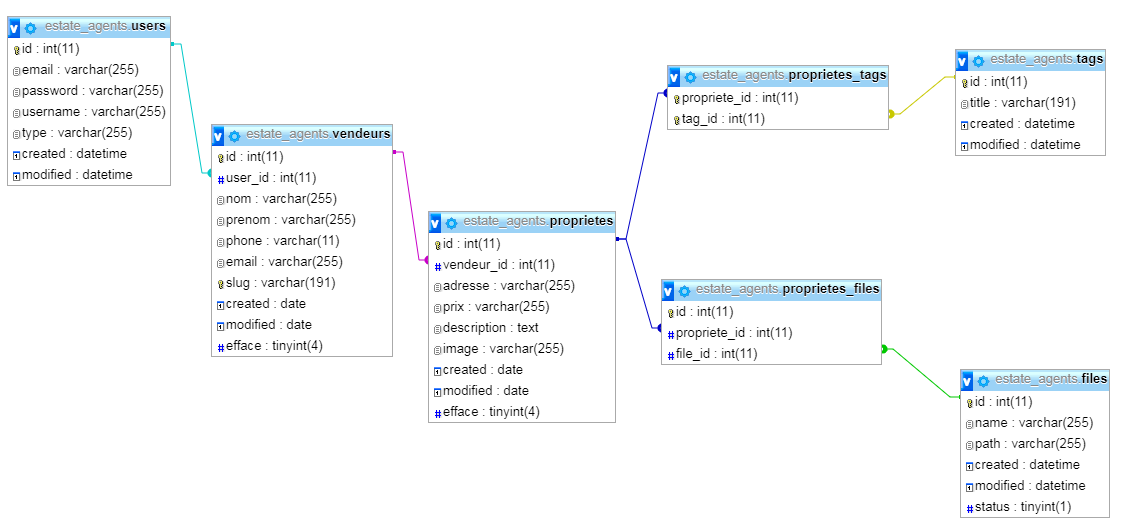 estate_agents.users
id : int(11)
email : varchar(255)
password : varchar(255)
username : varchar(255)
type : varchar(255)
created : datetime
modified : datetime
v estate_agents.vendeurs
id : int(11)
user_id : int(11)
nom : varchar(255)
prenom : varchar(255)
phone : varchar(11)
email : varchar(255)
slug : varchar(191)
created : date
modified : date
efface : tinyint(4)
v estate_agents.proprietes
id : int(11)
vendeur_id : int(11)
adresse : varchar(255)
prix : varchar(255)
description : text
image : varchar(255)
created : date
modified : date
efface : tinyint(4)
v estate_agents.proprietes_tags
propriete_id : int(11)
tag_id : int(11)
v estate_agents.tags
id : int(11)
title : varchar(191)
created : datetime
modified : datetime
v estate_agents.proprietes_files
id : int(11)
propriete_id : int(11)
file_id : int(11)
v estate_agents.files
id : int(11)
name : varchar(255)
path : varchar(255)
created : datetime
modified : datetime
status : tinyint(1)